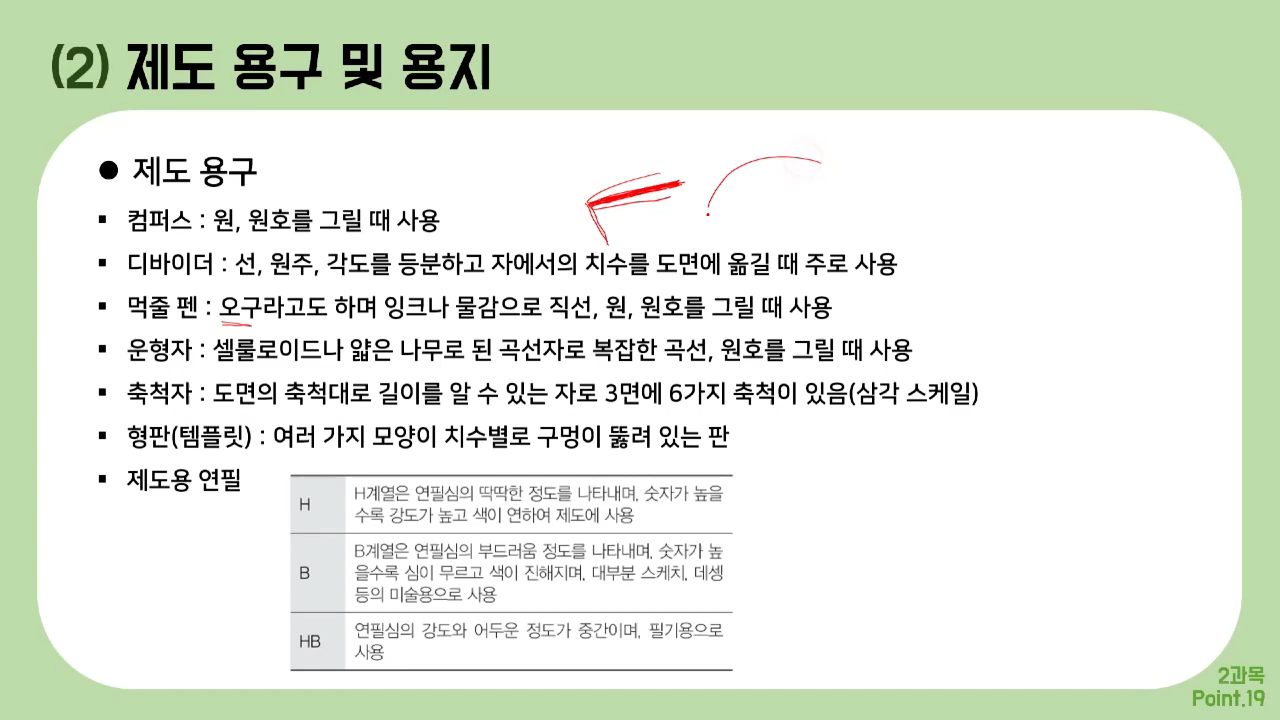 (2) 제도 용구 및 용지
● 제도 용구
▪ 컴퍼스 : 원, 원호를 그릴 때 사용
▪ 디바이더 : 선, 원주, 각도를 등분하고 자에서의 치수를 도면에 옮길 때 주로 사용
▪ 먹줄 펜 : 오구라고도 하며 잉크나 물감으로 직선, 원, 원호를 그릴 때 사용
▪ 운형자 : 셀룰로이드나 얇은 나무로 된 곡선자로 복잡한 곡선, 원호를 그릴 때 사용
▪ 축척자 : 도면의 축척대로 길이를 알 수 있는 자로 3면에 6가지 축척이 있음(삼각 스케일)
▪ 형판(템플릿) : 여러 가지 모양이 치수별로 구멍이 뚫려 있는 판
▪ 제도용 연필
H
H계열은 연필심의 딱딱한 정도를 나타내며, 숫자가 높을
수록 강도가 높고 색이 연하여 제도에 사용
B
B계열은 연필심의 부드러움 정도를 나타내며, 숫자가 높
을수록 심이 무르고 색이 진해지며, 대부분 스케치, 데셍
등의 미술용으로 사용
HB
연필심의 강도와 어두운 정도가 중간이며, 필기용으로
사용
2과목
Point.19